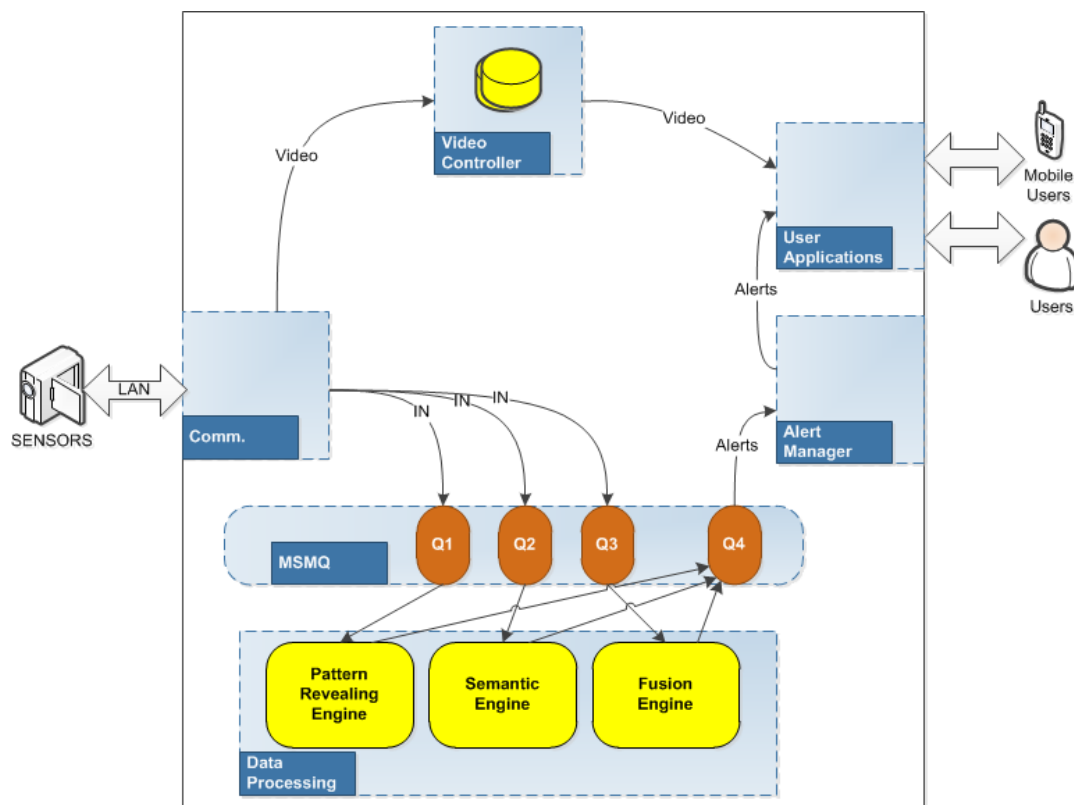 Video
Controller
Video
Video
Mobile
Users
User
Applications
Users
Alerts
LAN
SENSORS
Comm.
IN
IN
IN
Alerts
Alert
Manager
MSMQ
Q1
Q2
Q3
Q4
Pattern
Revealing
Engine
Semantic
Engine
Fusion
Engine
Data
Processing